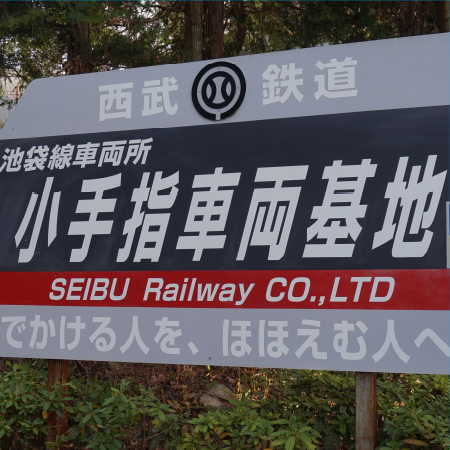 西武 鉄道
池袋線車両所
小手指車両基地
SEIBU Railway CO.,LTD
でかける人を、ほほえむ人へ